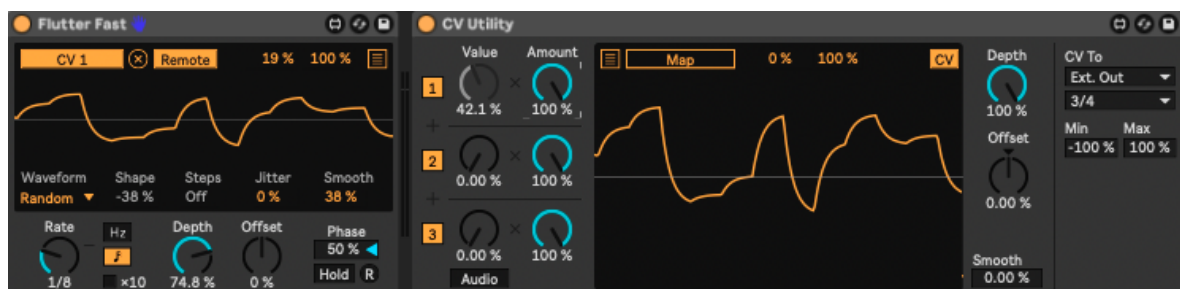 Flutter Fast
CV 1 Remote 19 % 100 %
Waveform Shape Steps Jitter Smooth
Random -38 % Off 0 % 38 %
Rate Hz Depth Offset Phase
50 %
1/8 ×10 74.8 % 0 % Hold R
CV Utility
Value Amount
1 × 42.1 % 100 %
+
2 × 0.00 % 100 %
+
3 × 0.00 % 100 %
Audio
Map 0 % 100 % CV
Depth
100 %
Offset
0.00 %
Smooth
0.00 %
CV To
Ext. Out
3/4
Min Max
-100 % 100 %